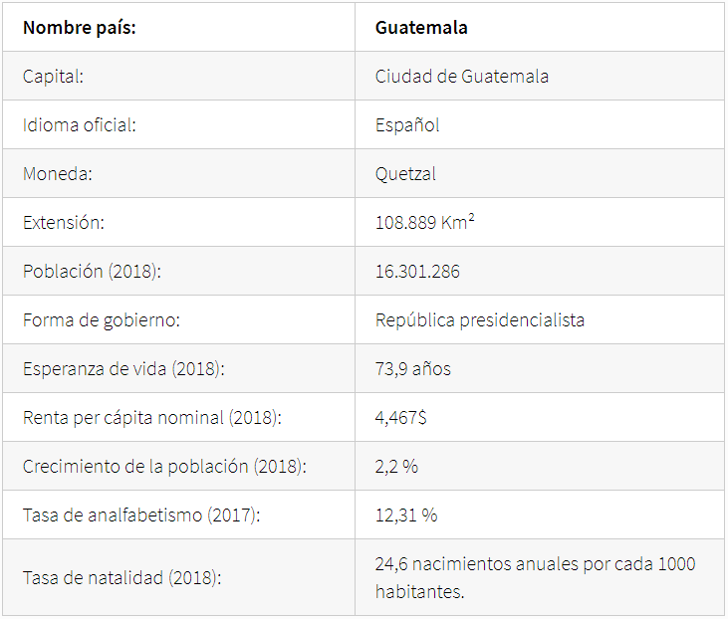 Nombre país: Guatemala
Capital: Ciudad de Guatemala
Idioma oficial: Español
Moneda: Quetzal
Extensión: 108.889 Km²
Población (2018): 16.301.286
Forma de gobierno: República presidencialista
Esperanza de vida (2018): 73,9 años
Renta per cápita nominal (2018): 4,467$
Crecimiento de la población (2018): 2,2 %
Tasa de analfabetismo (2017): 12,31 %
Tasa de natalidad (2018): 24,6 nacimientos anuales por cada 1000
habitantes.